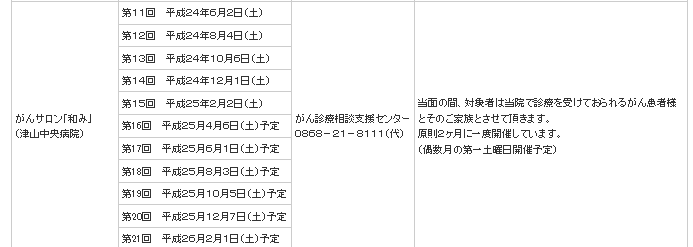 第11回　平成24年6月2日(土)
第12回　平成24年8月4日(土)
第13回　平成24年10月6日(土)
第14回　平成24年12月1日(土)
第15回　平成25年2月2日(土)
第16回　平成25月4月6日(土)予定
第17回　平成25月6月1日(土)予定
第18回　平成25月8月3日(土)予定
第19回　平成25月10月5日(土)予定
第20回　平成25月12月7日(土)予定
第21回　平成26月2月1日(土)予定
がんサロン「和み」
(津山中央病院)
がん診療相談支援センター
0868－21－8111(代)
当面の間、対象者は当院で診療を受けておられるがん患者様
とそのご家族とさせて頂きます。
原則2ヶ月に一度開催しています。
(偶数月の第一土曜日開催予定)